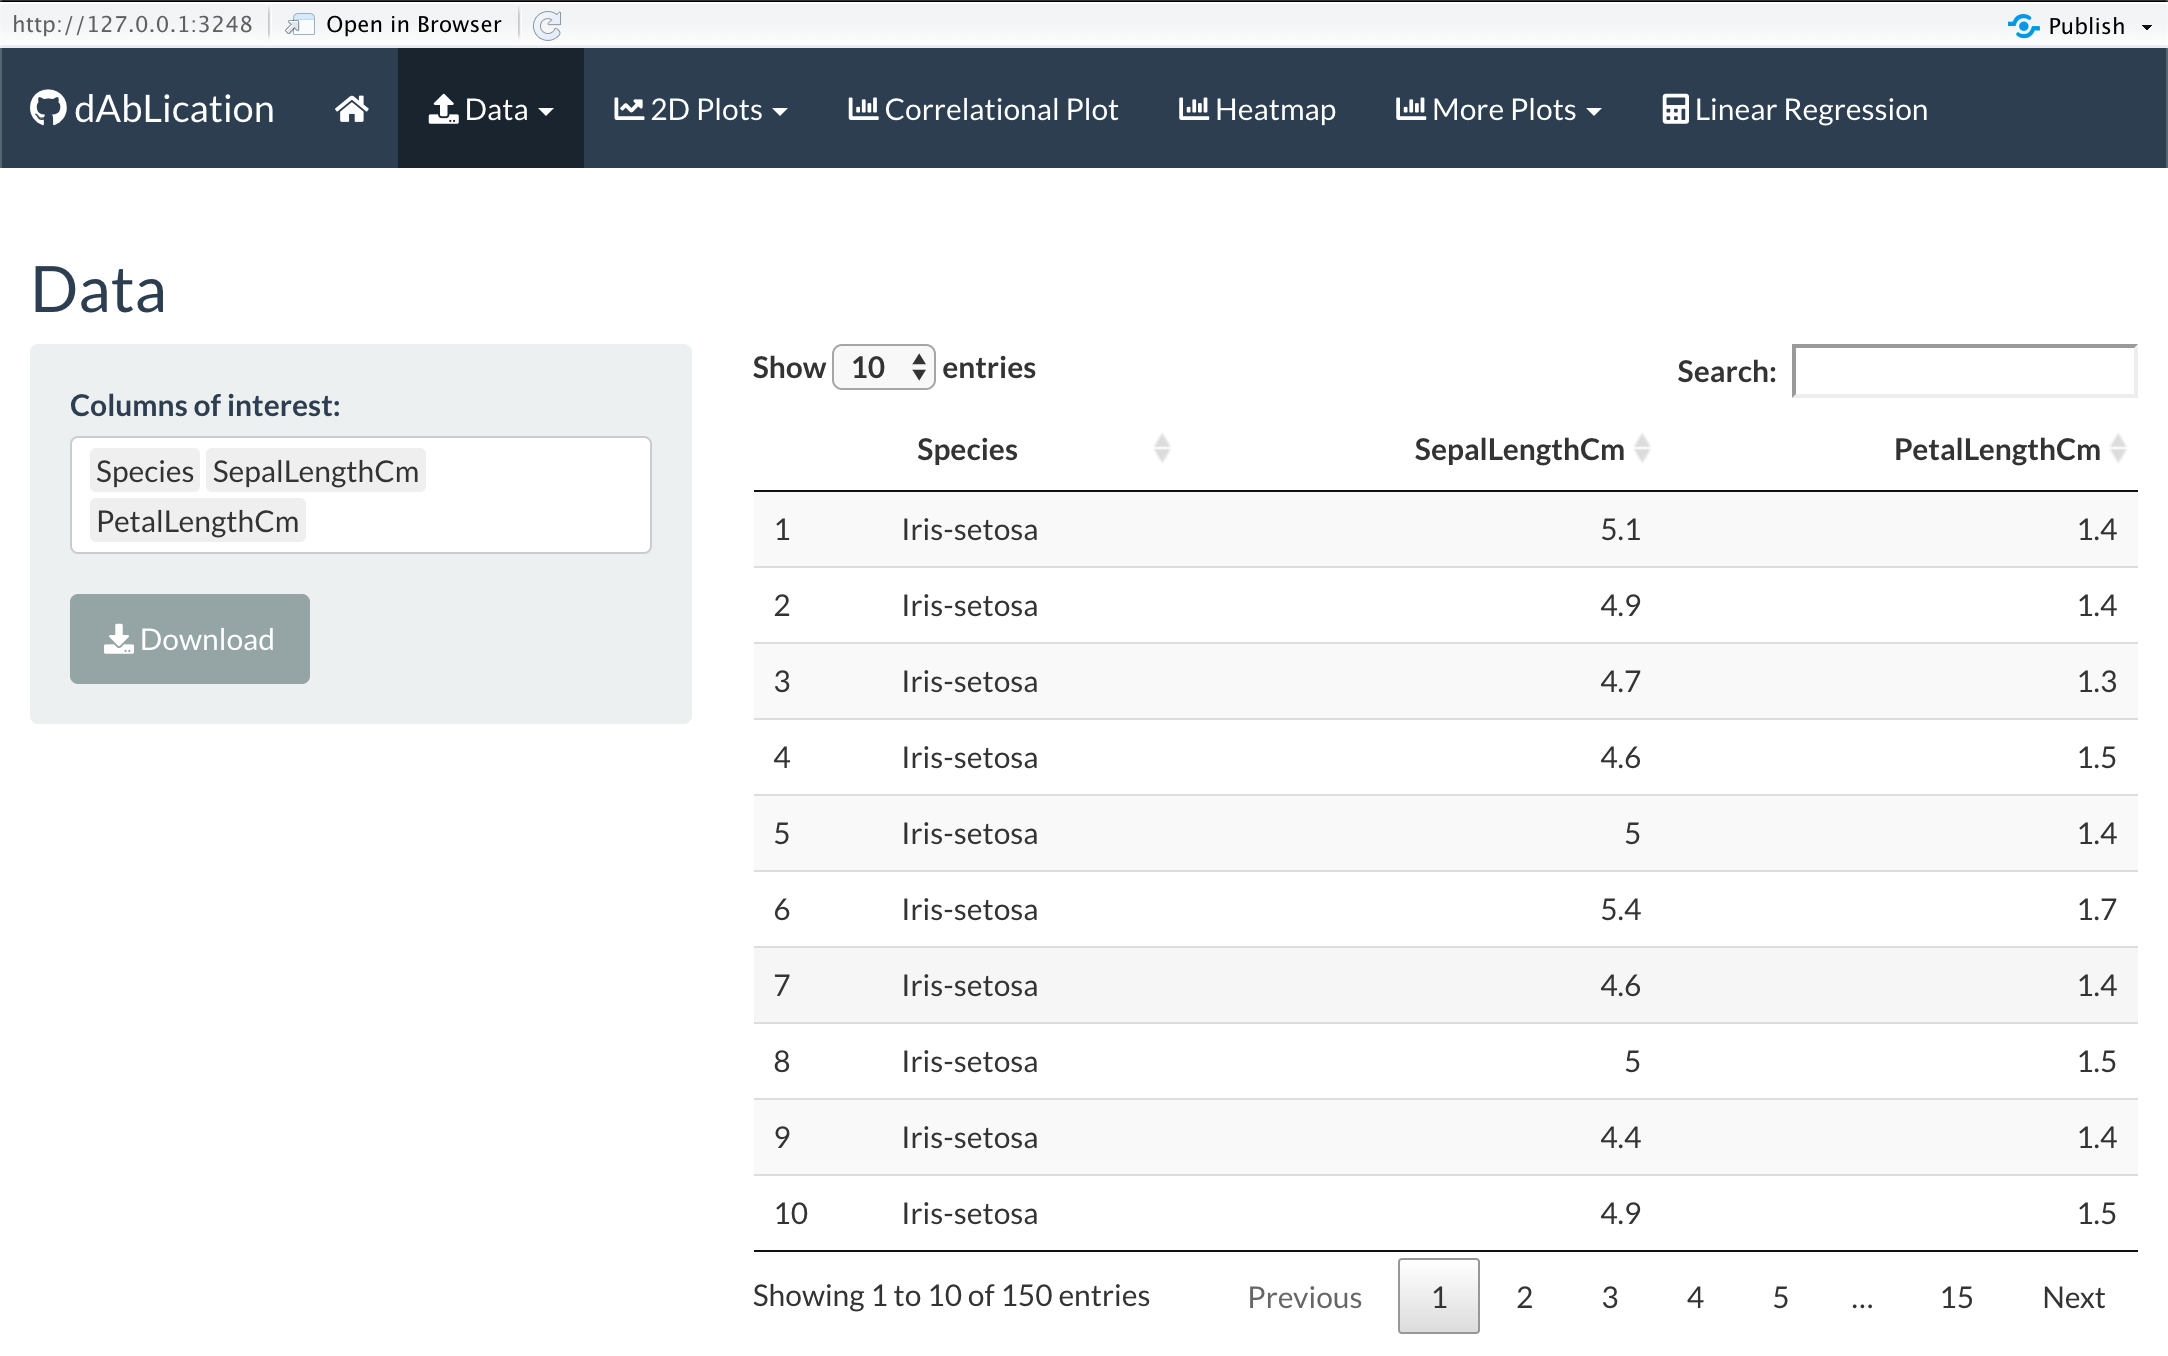 http://127.0.0.1:3248 Open in Browser Publish
dAbLication Data 2D Plots Correlational Plot Heatmap More Plots Linear Regression
Data
Columns of interest:
Species SepalLengthCm
PetalLengthCm
Download
Show 10 entries Search:
Species SepalLengthCm PetalLengthCm
1 Iris-setosa 5.1 1.4
2 Iris-setosa 4.9 1.4
3 Iris-setosa 4.7 1.3
4 Iris-setosa 4.6 1.5
5 Iris-setosa 5 1.4
6 Iris-setosa 5.4 1.7
7 Iris-setosa 4.6 1.4
8 Iris-setosa 5 1.5
9 Iris-setosa 4.4 1.4
10 Iris-setosa 4.9 1.5
Showing 1 to 10 of 150 entries Previous 1 2 3 4 5 ... 15 Next